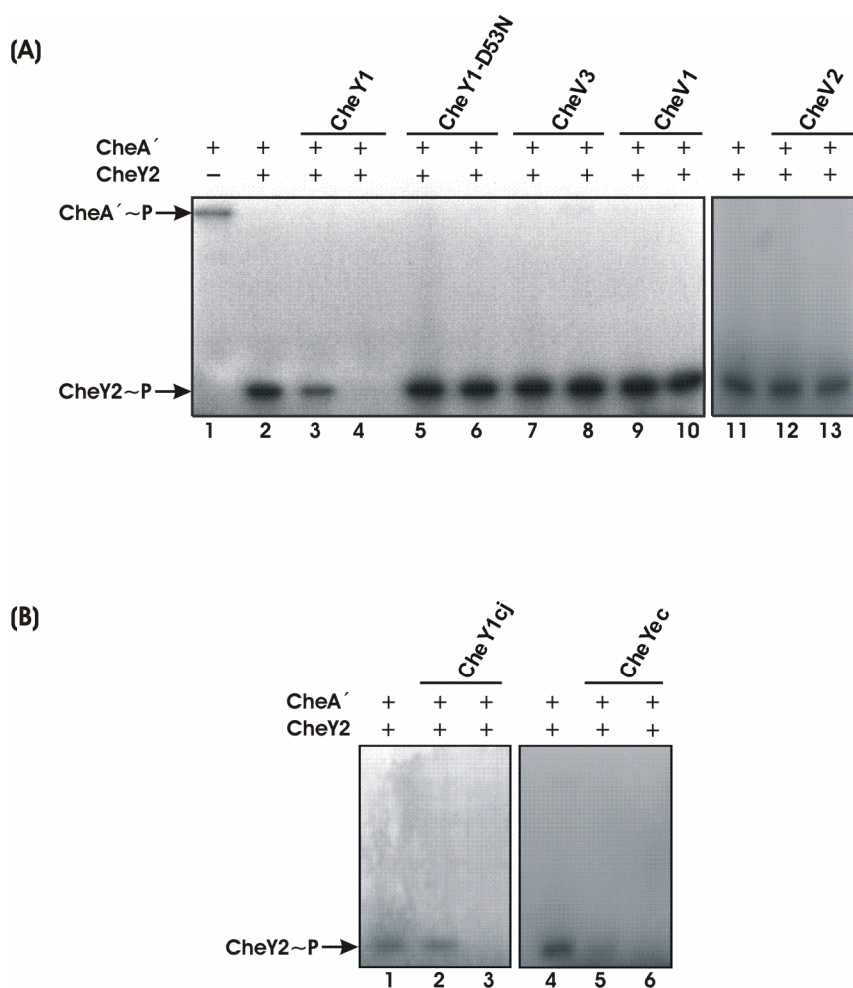 (A)
CheY1 CheY1-D53N CheV3 CheV1 CheV2
CheA´ + + + + + + + + + + + + +
CheY2 − + + + + + + + + + + + +
CheA´~P
CheY2~P
1 2 3 4 5 6 7 8 9 10 11 12 13
(B)
CheY1cj CheYec
CheA´ + + + + + +
CheY2 + + + + + +
CheY2~P
1 2 3 4 5 6